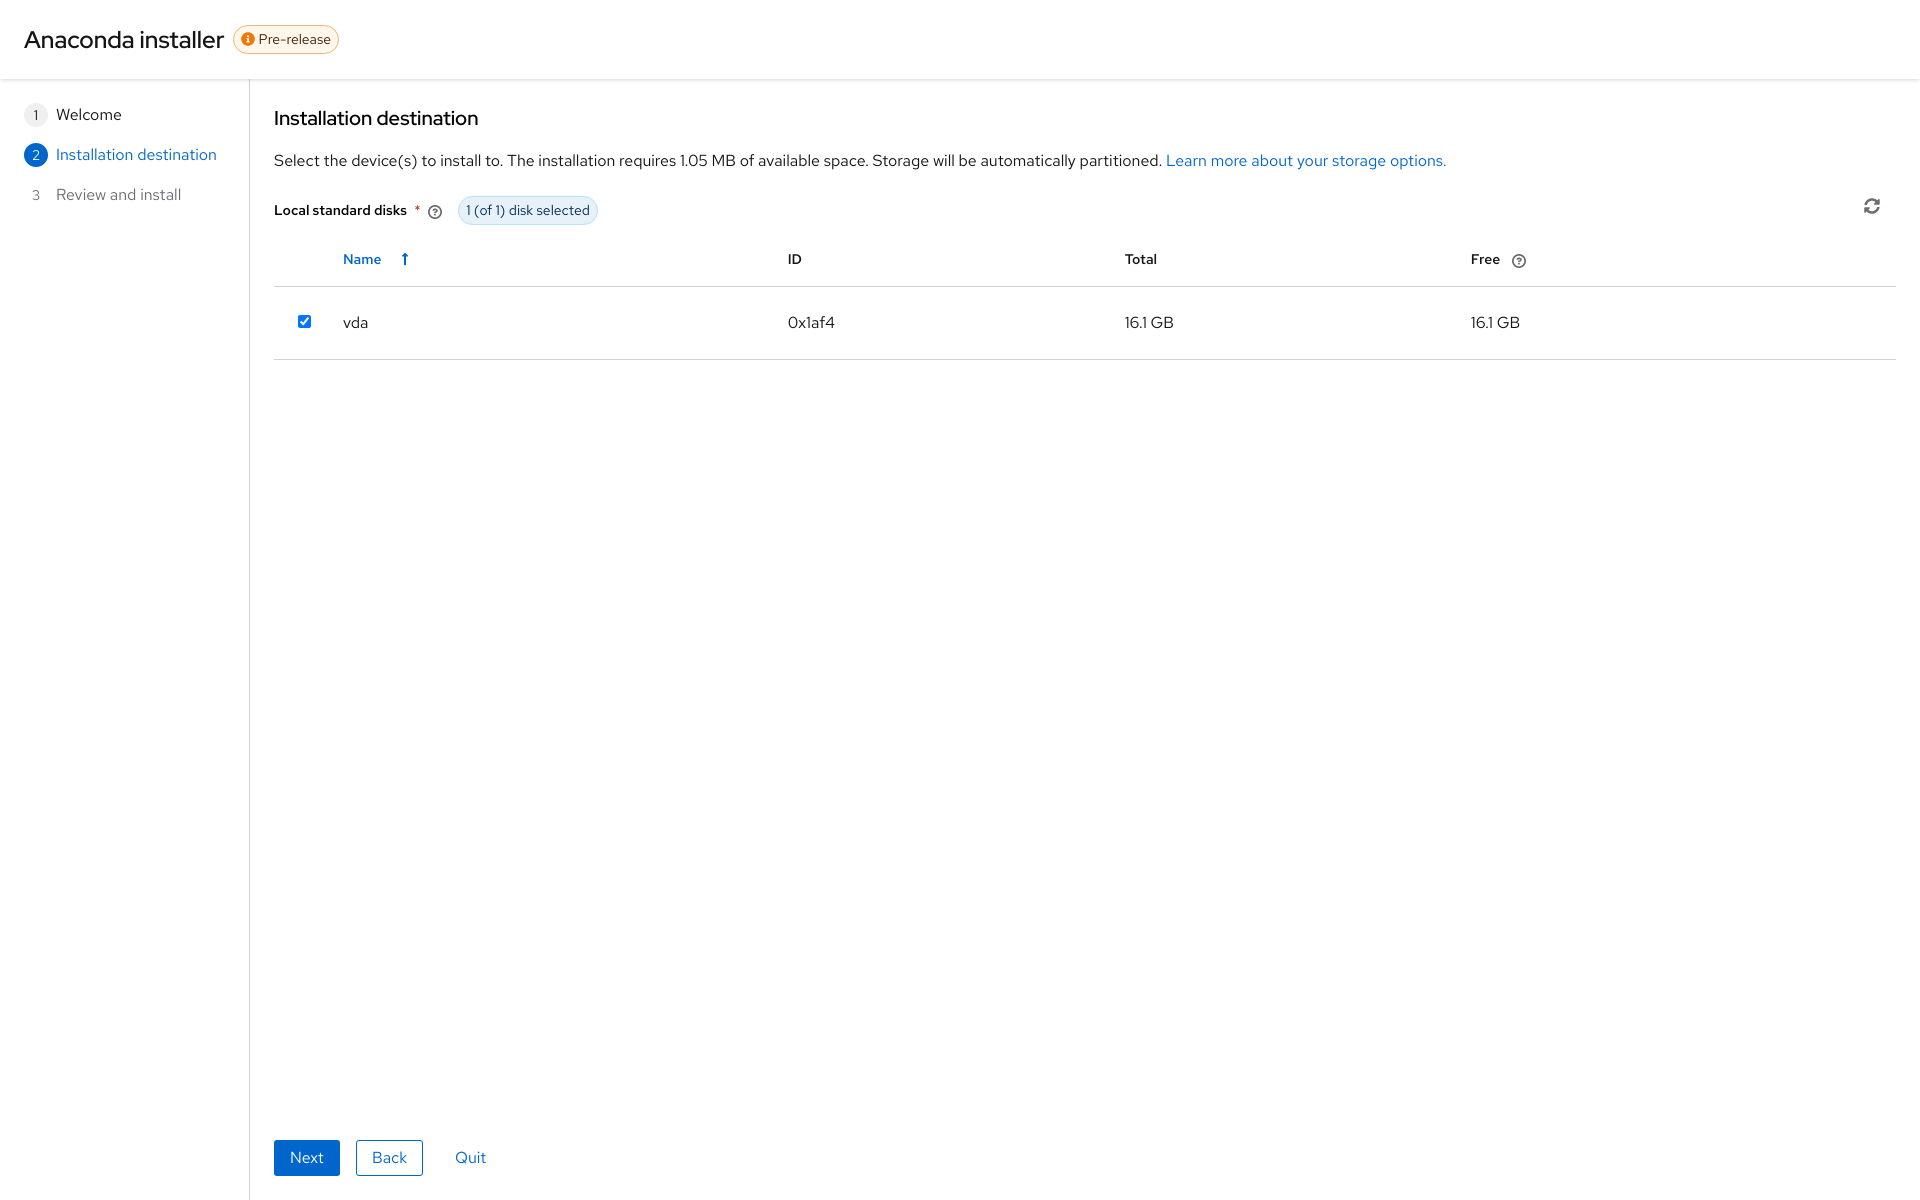 Anaconda installer Pre-release
1 Welcome
2 Installation destination
3 Review and install
Installation destination
Select the device(s) to install to. The installation requires 1.05 MB of available space. Storage will be automatically partitioned. Learn more about your storage options.
Local standard disks * 1 (of 1) disk selected
Name ID Total Free
vda 0x1af4 16.1 GB 16.1 GB
Next Back Quit